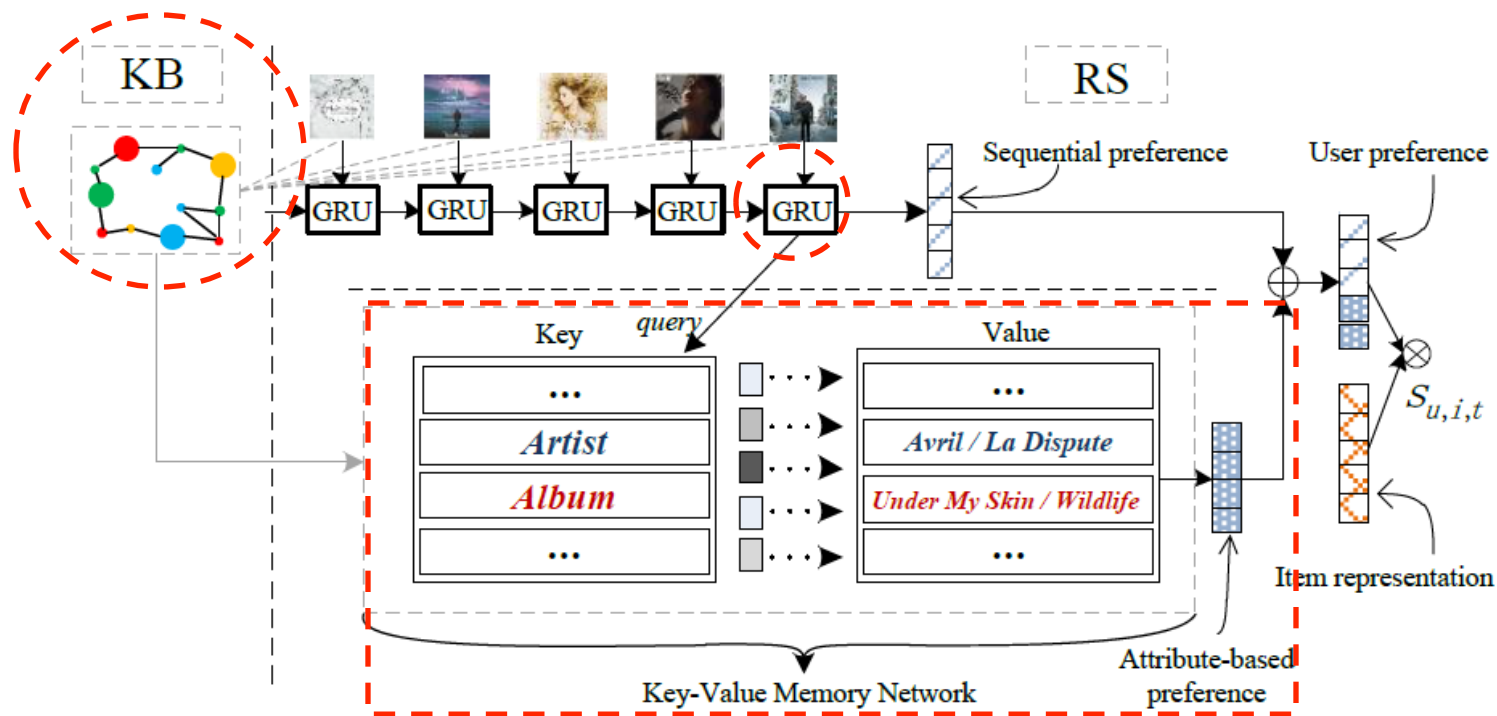 KB
RS
Sequential preference
User preference
GRU
GRU
GRU
GRU
GRU
query
Key
Value
...
...
Artist
Avril / La Dispute
Album
Under My Skin / Wildlife
...
...
S_{u,i,t}
Item representation
Attribute-based
preference
Key-Value Memory Network